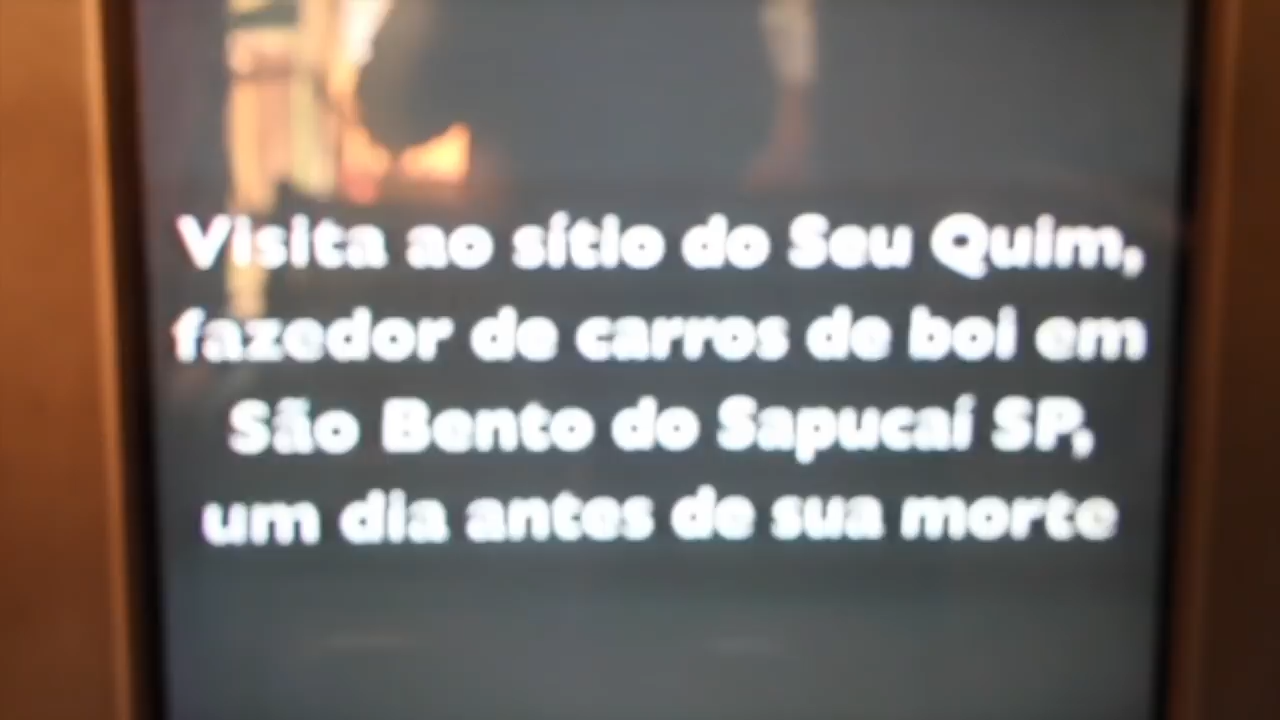 Visita ao sítio do Seu Quim,
fazedor de carros de boi em
São Bento do Sapucaí SP,
um dia antes de sua morte